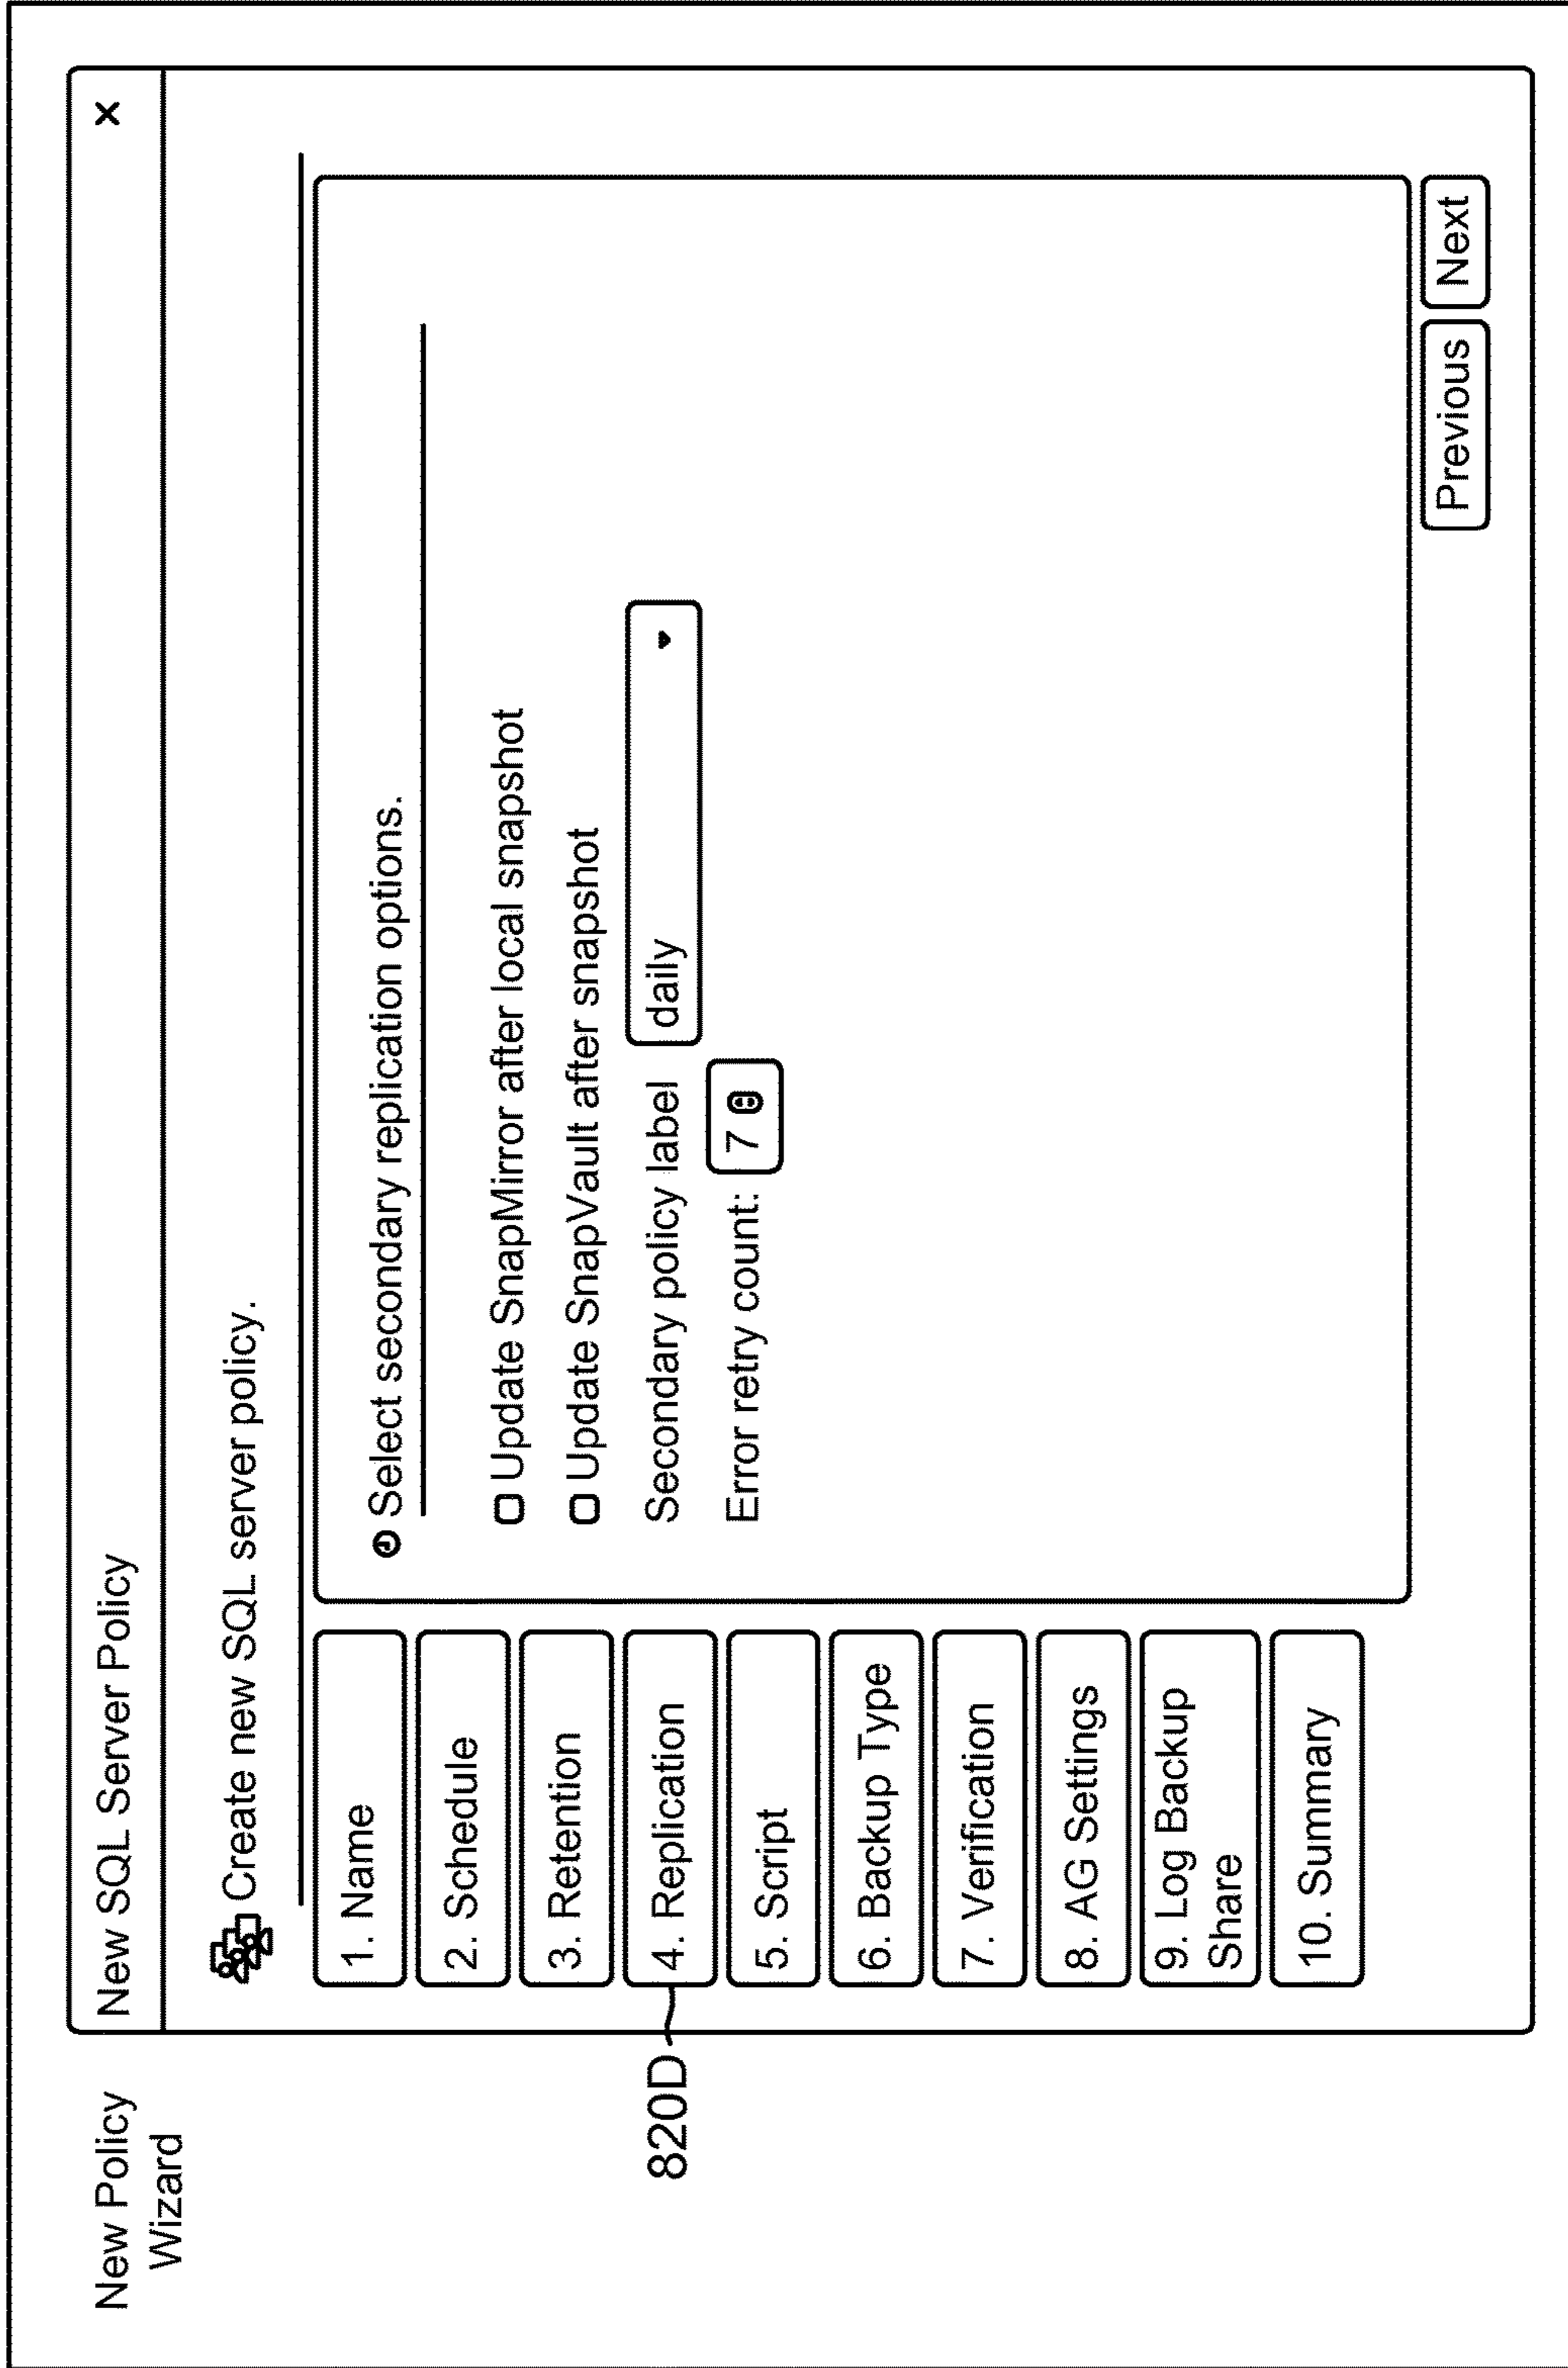 New Policy
Wizard
New SQL Server Policy
X
Create new SQL server policy.
1. Name
2. Schedule
3. Retention
4. Replication
5. Script
6. Backup Type
7. Verification
8. AG Settings
9. Log Backup
Share
10. Summary
820D
Select secondary replication options.
Update SnapMirror after local snapshot
Update SnapVault after snapshot
Secondary policy label daily
Error retry count: 7
Previous Next